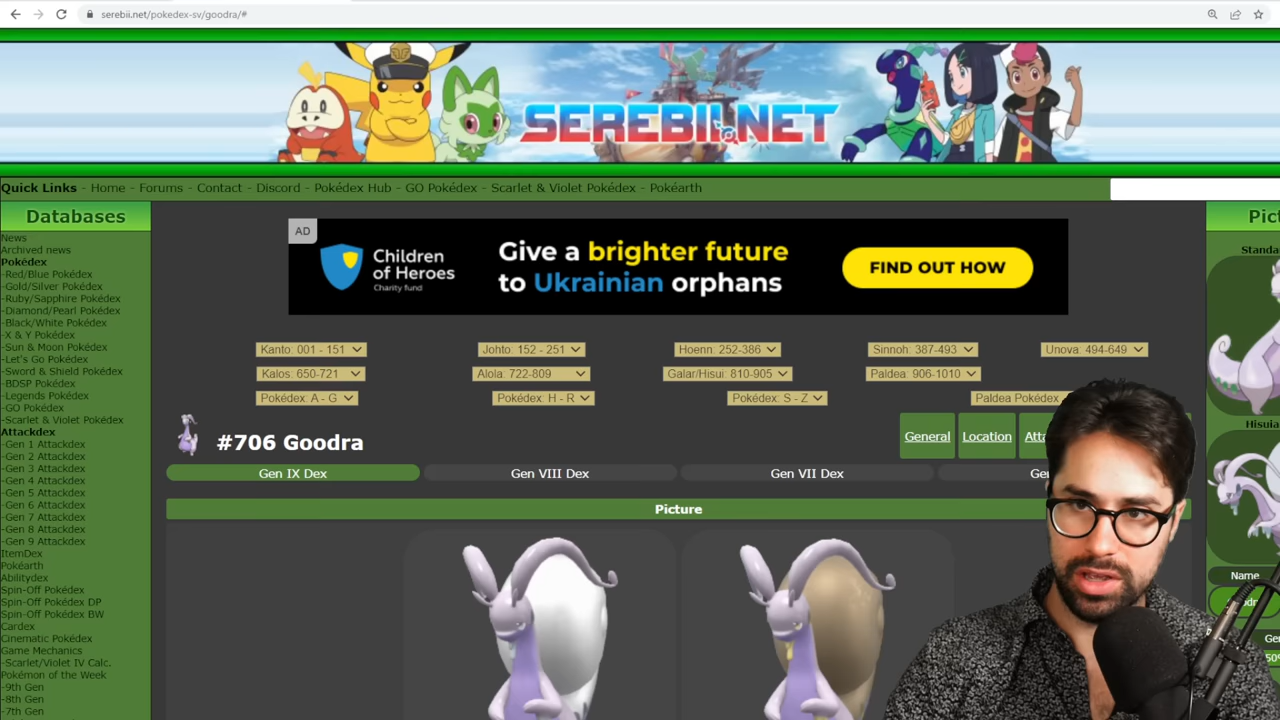 serebii.net/pokedex-sv/goodra/#
SEREBII.NET
Quick Links - Home - Forums - Contact - Discord - Pokédex Hub - GO Pokédex - Scarlet & Violet Pokédex - Pokéarth
Databases
News
Archived news
Pokédex
-Red/Blue Pokédex
-Gold/Silver Pokédex
-Ruby/Sapphire Pokédex
-Diamond/Pearl Pokédex
-Black/White Pokédex
-X & Y Pokédex
-Sun & Moon Pokédex
-Let's Go Pokédex
-Sword & Shield Pokédex
-BDSP Pokédex
-Legends Pokédex
-GO Pokédex
-Scarlet & Violet Pokédex
Attackdex
-Gen 1 Attackdex
-Gen 2 Attackdex
-Gen 3 Attackdex
-Gen 4 Attackdex
-Gen 5 Attackdex
-Gen 6 Attackdex
-Gen 7 Attackdex
-Gen 8 Attackdex
-Gen 9 Attackdex
ItemDex
Pokéarth
Abilitydex
Spin-Off Pokédex
Spin-Off Pokédex DP
Spin-Off Pokédex BW
Cardex
Cinematic Pokédex
Game Mechanics
-Scarlet/Violet IV Calc.
Pokémon of the Week
-9th Gen
-8th Gen
-7th Gen
AD
Children of Heroes
Charity fund
Give a brighter future
to Ukrainian orphans
FIND OUT HOW
Kanto: 001 - 151
Johto: 152 - 251
Hoenn: 252-386
Sinnoh: 387-493
Unova: 494-649
Kalos: 650-721
Alola: 722-809
Galar/Hisui: 810-905
Paldea: 906-1010
Pokédex: A - G
Pokédex: H - R
Pokédex: S - Z
Paldea Pokédex
#706 Goodra
General
Location
Atta
Gen IX Dex
Gen VIII Dex
Gen VII Dex
Gen
Picture
Pict
Standa
Hisuia
Name
Ge
50%